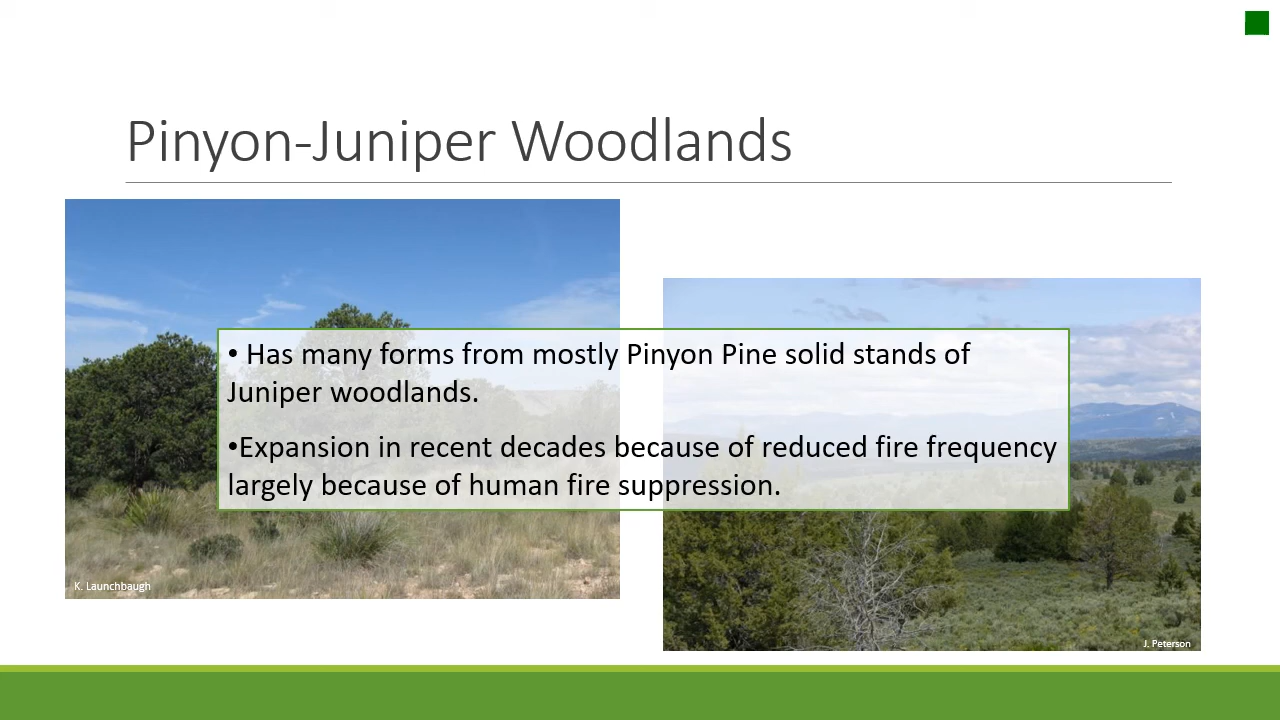 Pinyon-Juniper Woodlands
• Has many forms from mostly Pinyon Pine solid stands of
Juniper woodlands.
•Expansion in recent decades because of reduced fire frequency
largely because of human fire suppression.
K. Launchbaugh
J. Peterson